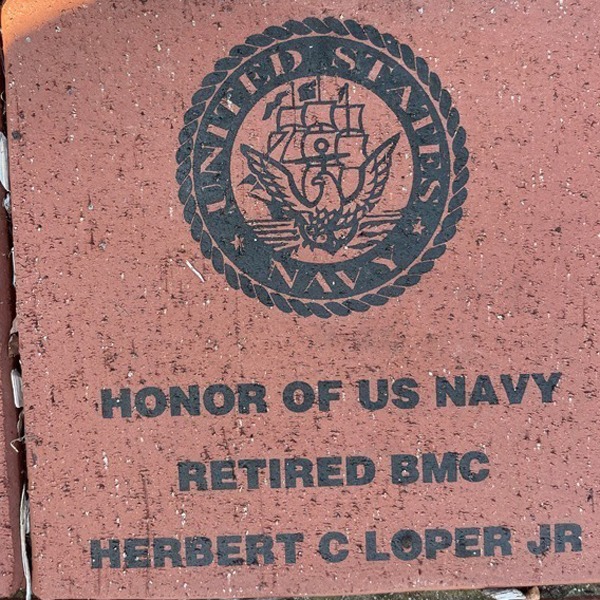 UNITED STATES
NAVY
HONOR OF US NAVY
RETIRED BMC
HERBERT C LOPER JR